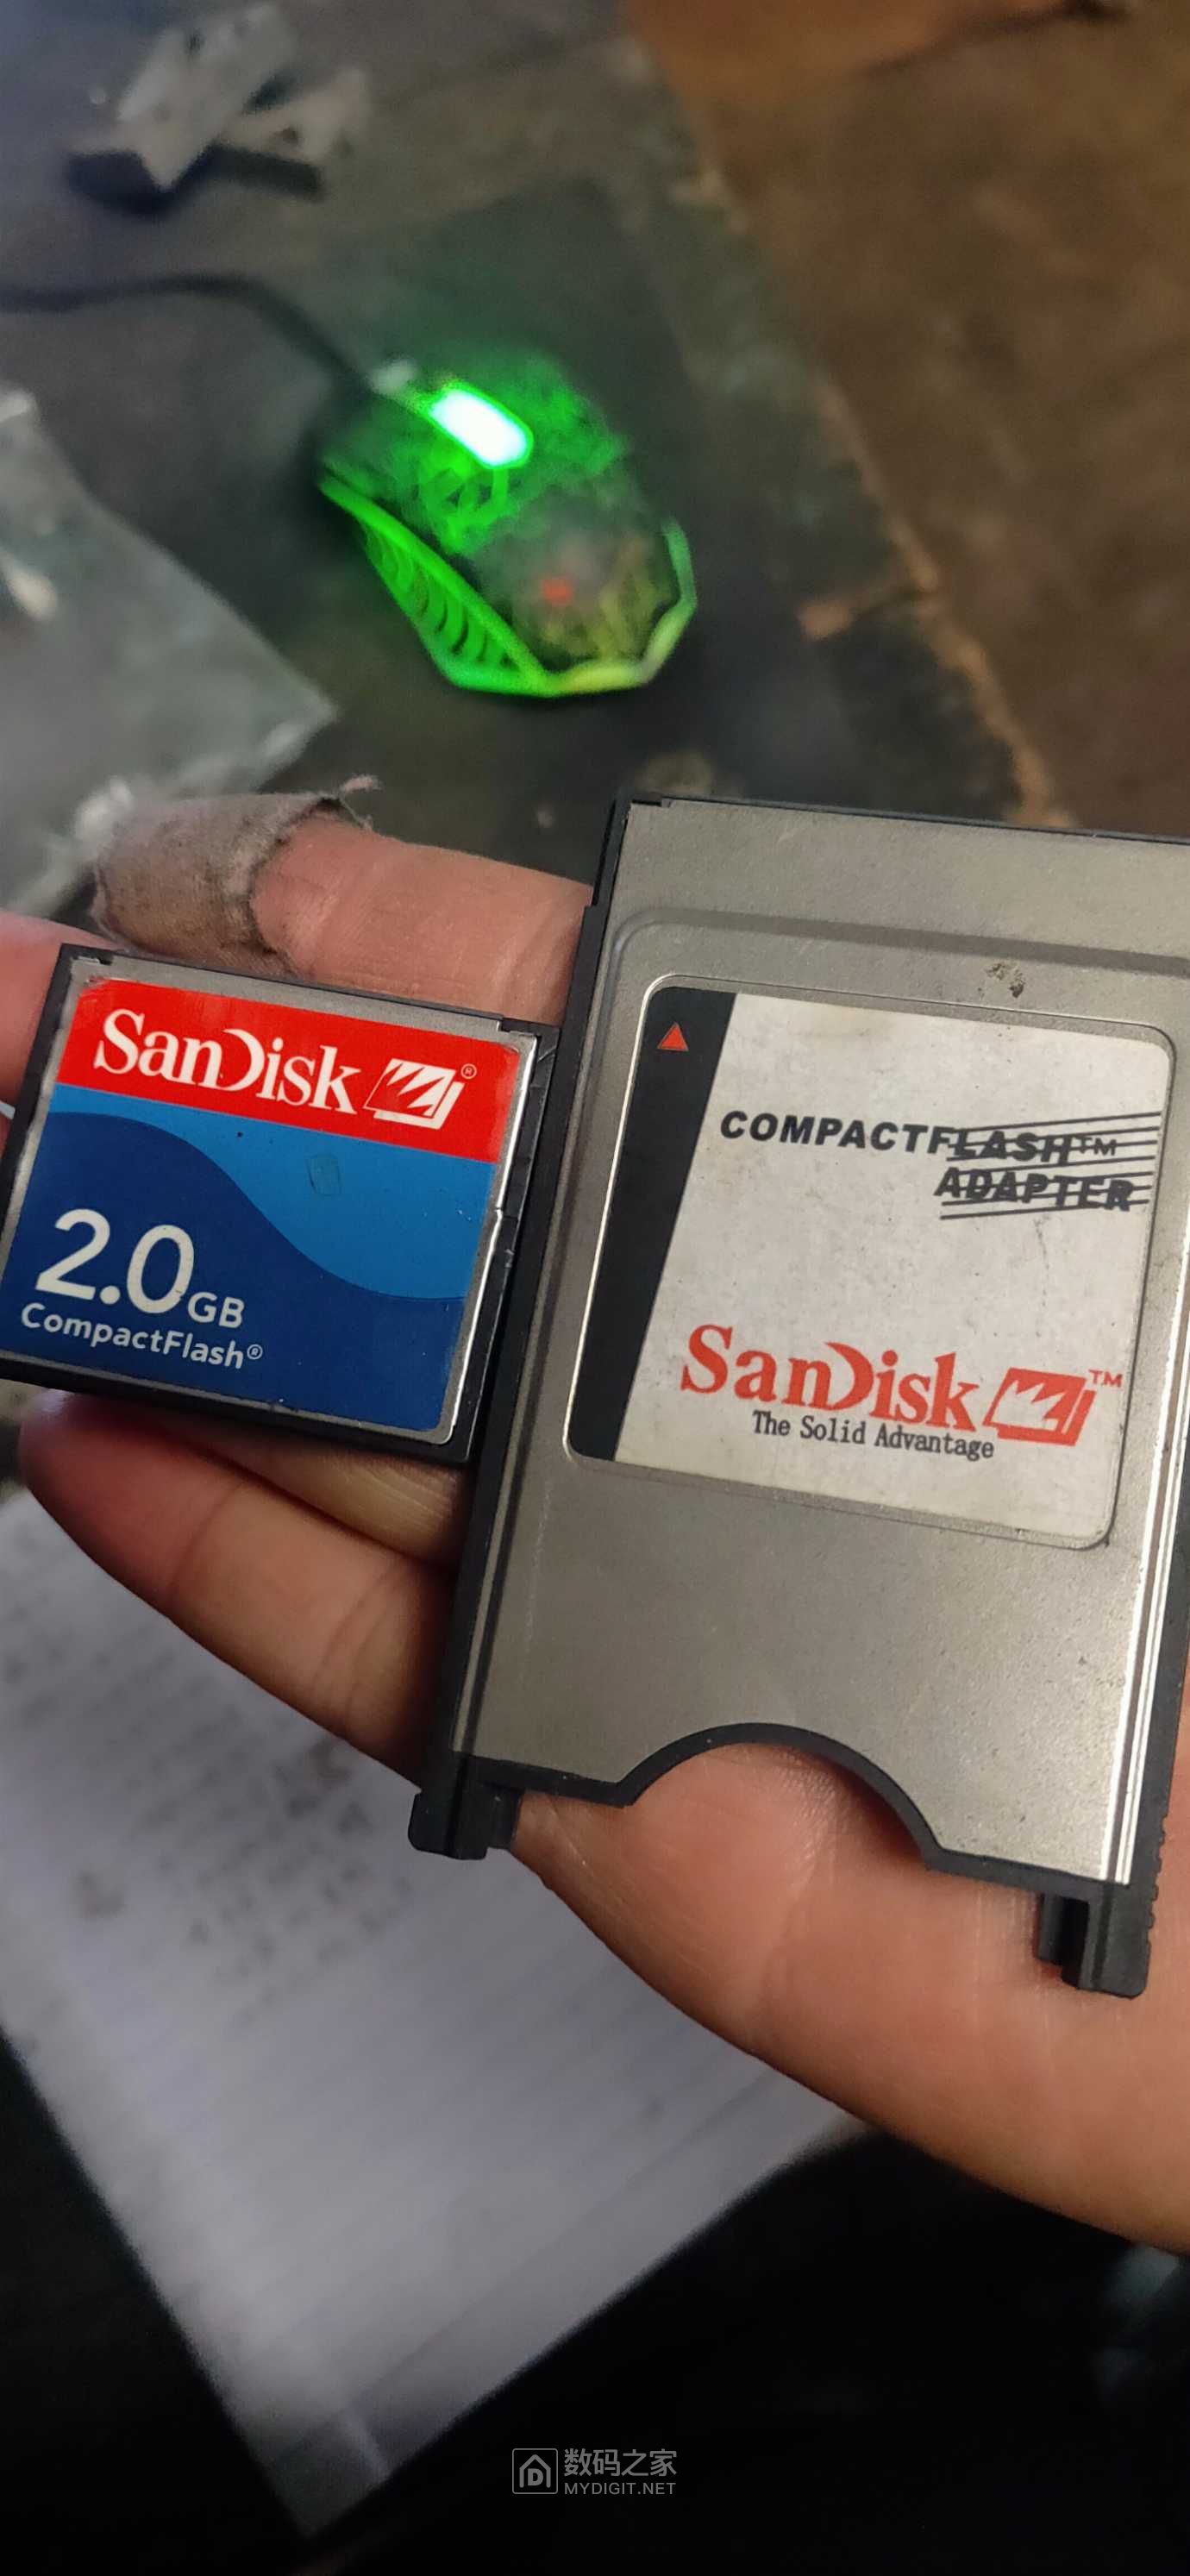 SanDisk®
2.0GB
CompactFlash®
COMPACTFLASH™
ADAPTER
SanDisk™
The Solid Advantage
数码之家
MYDIGIT.NET